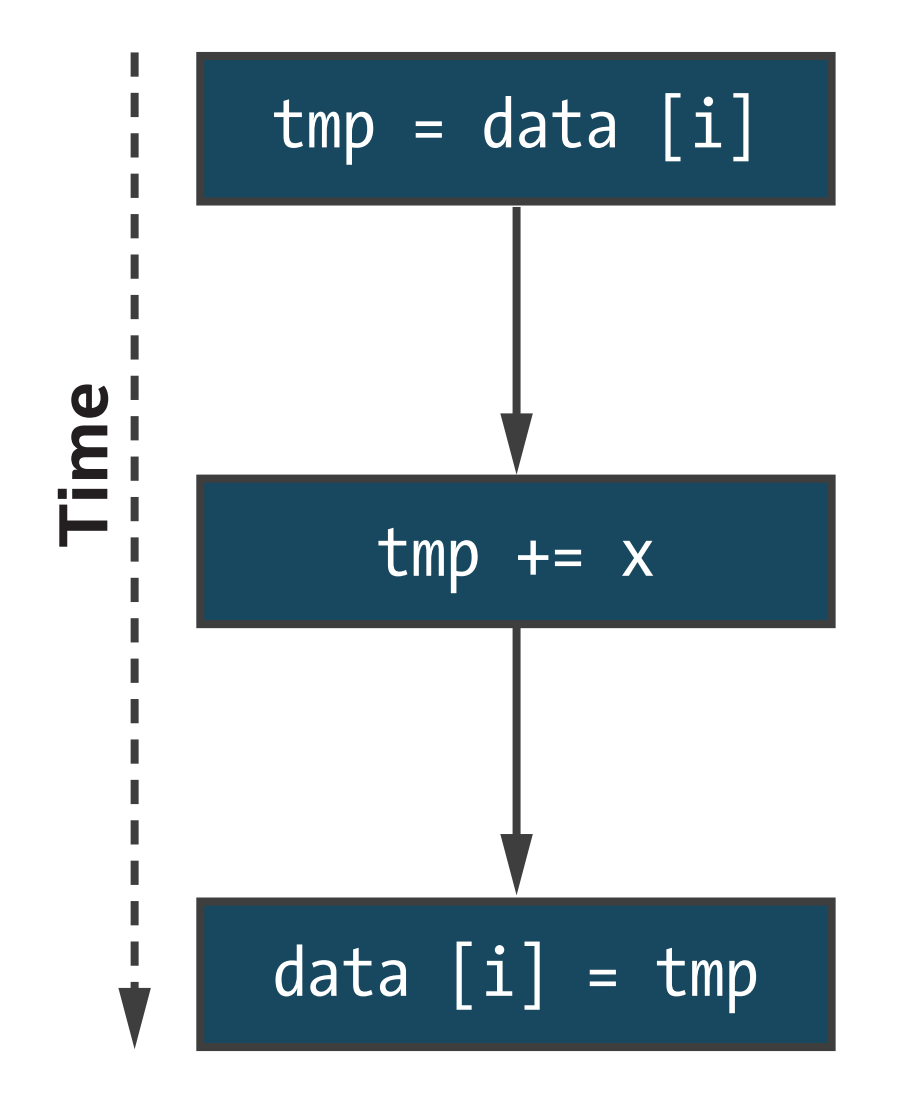 Time
tmp = data [i]
tmp += x
data [i] = tmp